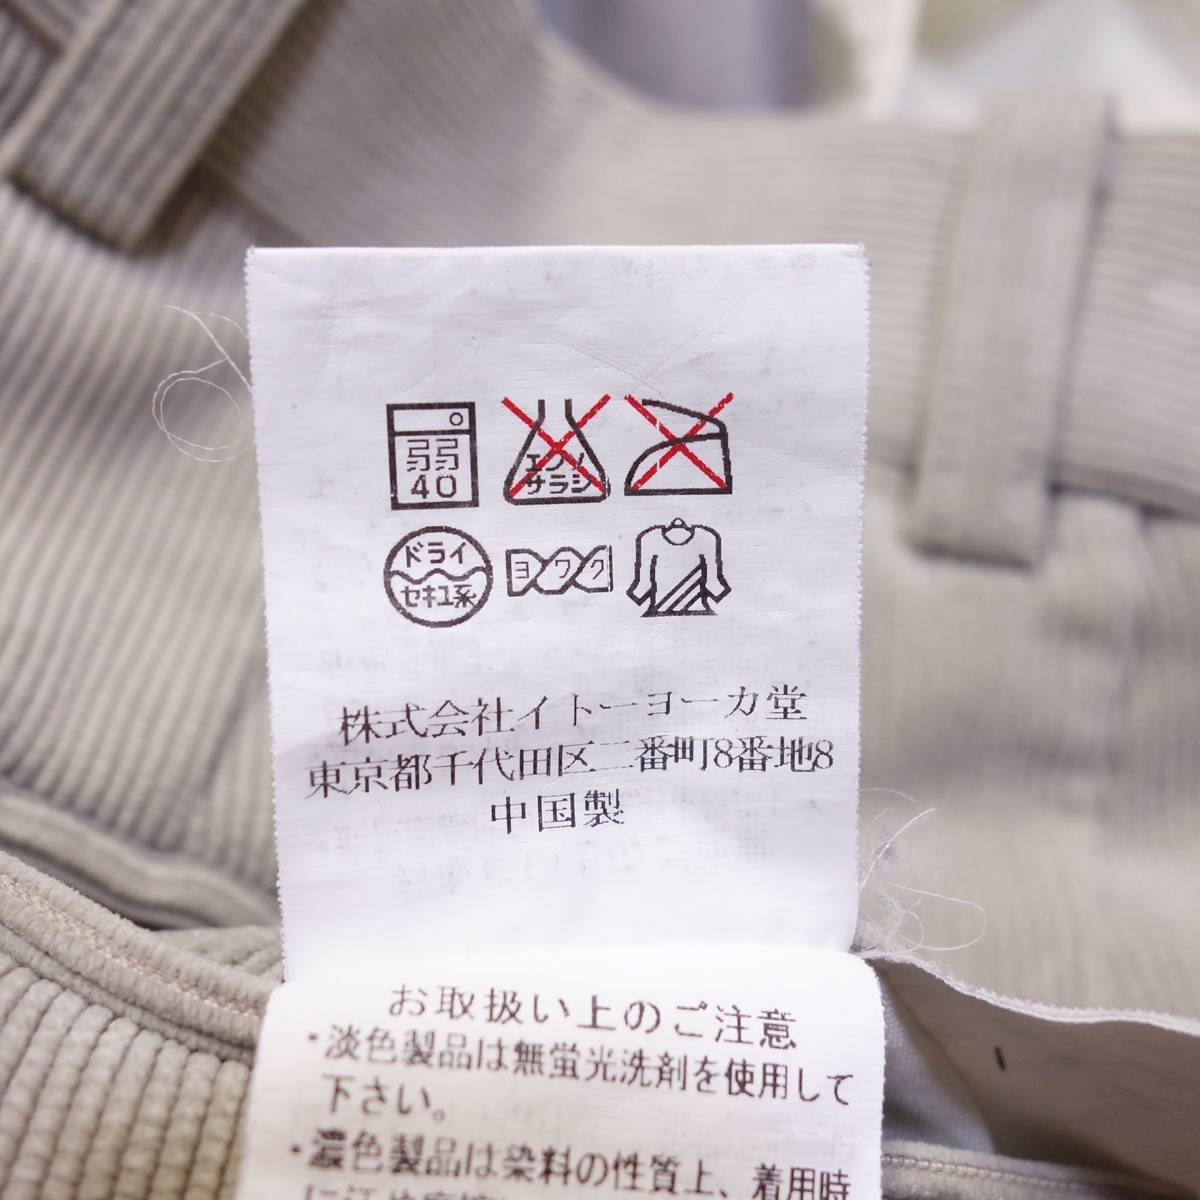 弱
40
エンソ
サラシ
ドライ
セキユ系
ヨワク
株式会社イトーヨーカ堂
東京都千代田区二番町8番地8
中国製
お取扱い上のご注意
・淡色製品は無蛍光洗剤を使用して
下さい。
・濃色製品は染料の性質上、着用時